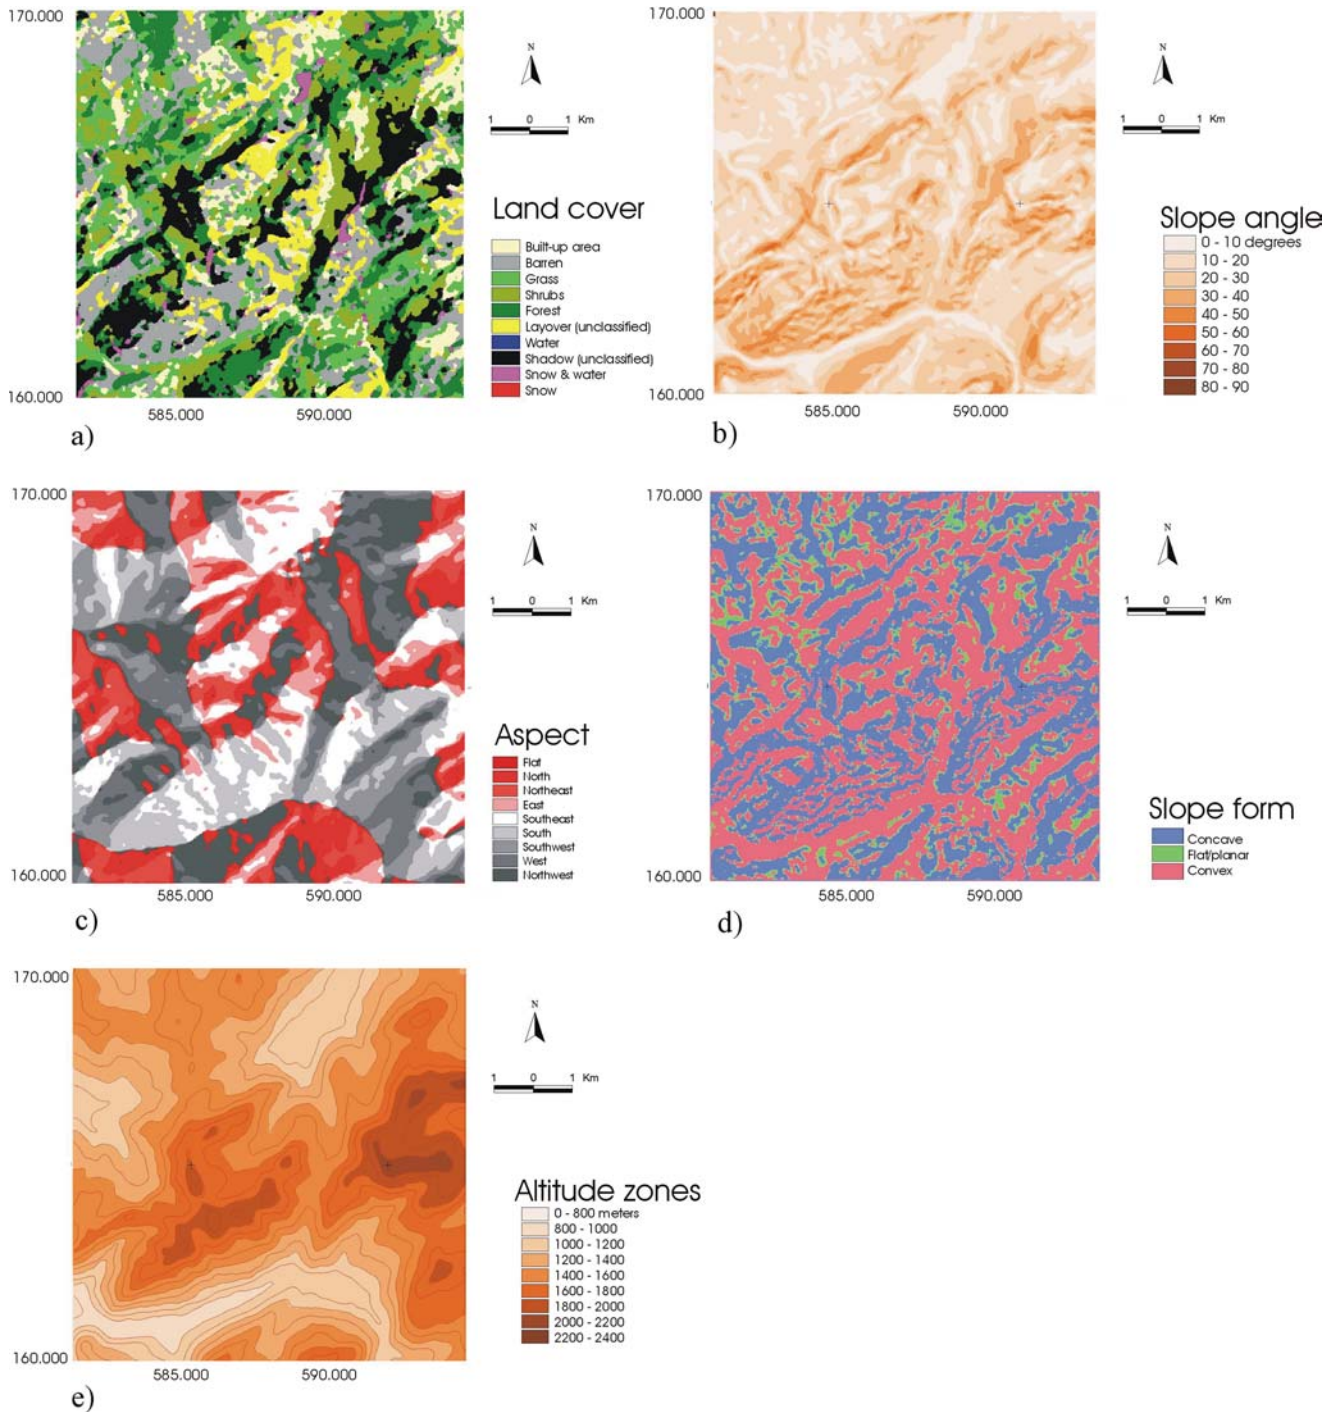 170.000
N
1 0 1 Km
Land cover
Built-up area
Barren
Grass
Shrubs
Forest
Layover (unclassified)
Water
Shadow (unclassified)
Snow & water
Snow
160.000
585.000 590.000
a)
170.000
N
1 0 1 Km
Slope angle
0 - 10 degrees
10 - 20
20 - 30
30 - 40
40 - 50
50 - 60
60 - 70
70 - 80
80 - 90
160.000
585.000 590.000
b)
170.000
N
1 0 1 Km
Aspect
Flat
North
Northeast
East
Southeast
South
Southwest
West
Northwest
160.000
585.000 590.000
c)
170.000
N
1 0 1 Km
Slope form
Concave
Flat/planar
Convex
160.000
585.000 590.000
d)
170.000
N
1 0 1 Km
Altitude zones
0 - 800 meters
800 - 1000
1000 - 1200
1200 - 1400
1400 - 1600
1600 - 1800
1800 - 2000
2000 - 2200
2200 - 2400
160.000
585.000 590.000
e)